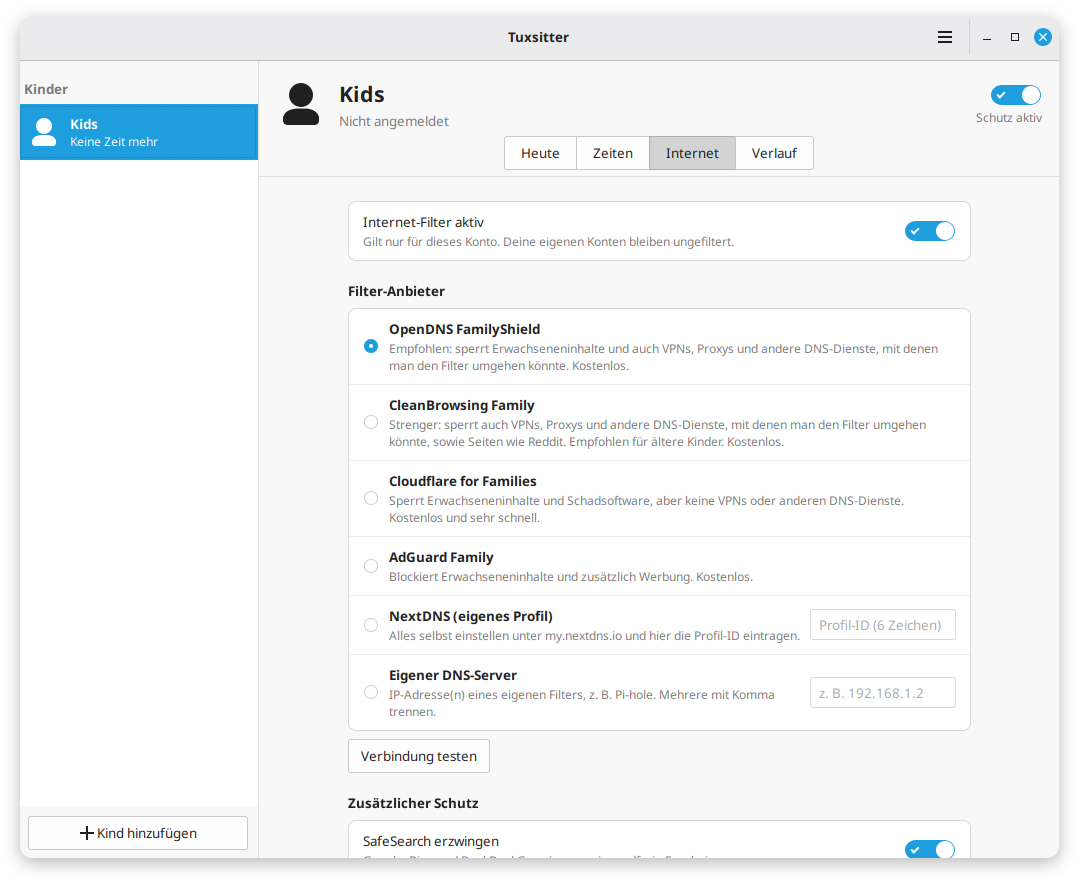 Tuxsitter
Kinder
Kids
Keine Zeit mehr
Kind hinzufügen
Kids
Nicht angemeldet
Schutz aktiv
Heute
Zeiten
Internet
Verlauf
Internet-Filter aktiv
Gilt nur für dieses Konto. Deine eigenen Konten bleiben ungefiltert.
Filter-Anbieter
OpenDNS FamilyShield
Empfohlen: sperrt Erwachseneninhalte und auch VPNs, Proxys und andere DNS-Dienste, mit denen
man den Filter umgehen könnte. Kostenlos.
CleanBrowsing Family
Strenger: sperrt auch VPNs, Proxys und andere DNS-Dienste, mit denen man den Filter umgehen
könnte, sowie Seiten wie Reddit. Empfohlen für ältere Kinder. Kostenlos.
Cloudflare for Families
Sperrt Erwachseneninhalte und Schadsoftware, aber keine VPNs oder anderen DNS-Dienste.
Kostenlos und sehr schnell.
AdGuard Family
Blockiert Erwachseneninhalte und zusätzlich Werbung. Kostenlos.
NextDNS (eigenes Profil)
Alles selbst einstellen unter my.nextdns.io und hier die Profil-ID eintragen.
Profil-ID (6 Zeichen)
Eigener DNS-Server
IP-Adresse(n) eines eigenen Filters, z. B. Pi-hole. Mehrere mit Komma
trennen.
z. B. 192.168.1.2
Verbindung testen
Zusätzlicher Schutz
SafeSearch erzwingen